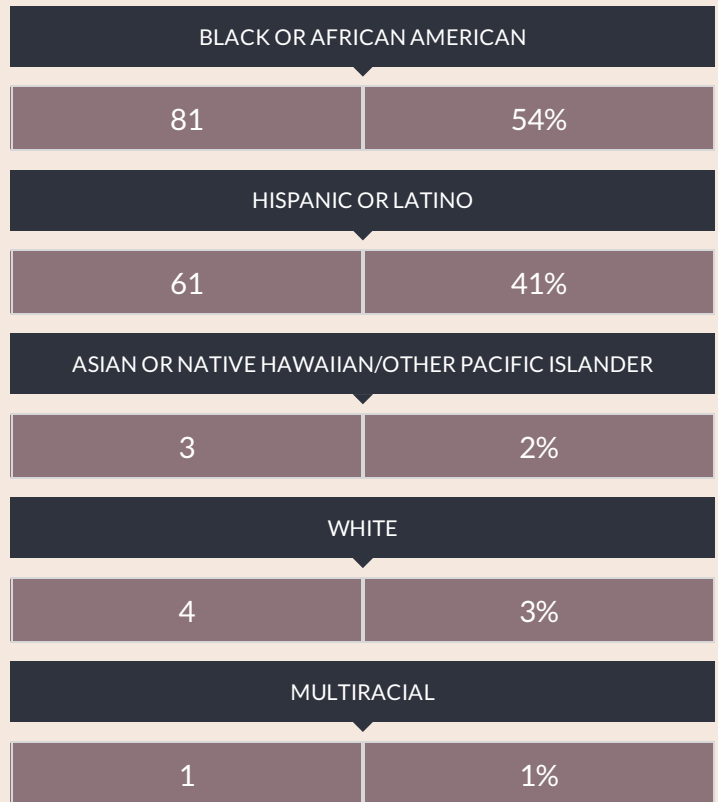 BLACK OR AFRICAN AMERICAN
81 54%
HISPANIC OR LATINO
61 41%
ASIAN OR NATIVE HAWAIIAN/OTHER PACIFIC ISLANDER
3 2%
WHITE
4 3%
MULTIRACIAL
1 1%